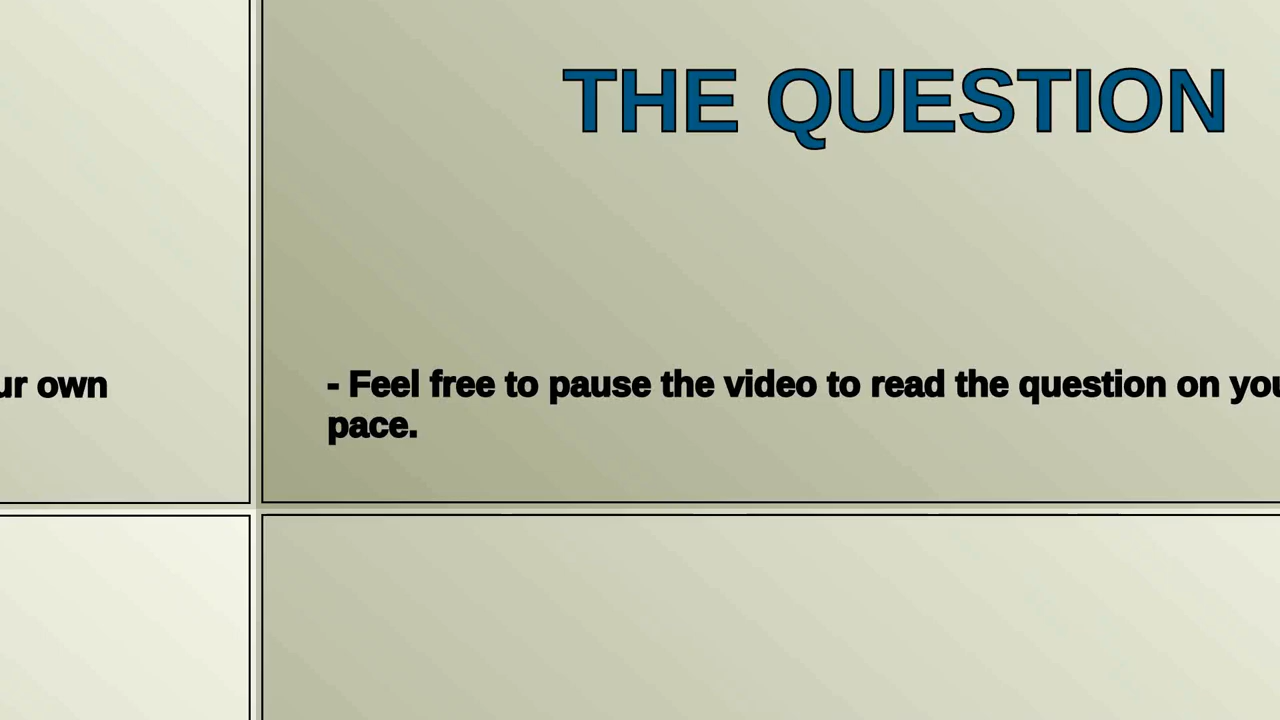 THE QUESTION
ur own
- Feel free to pause the video to read the question on you
pace.